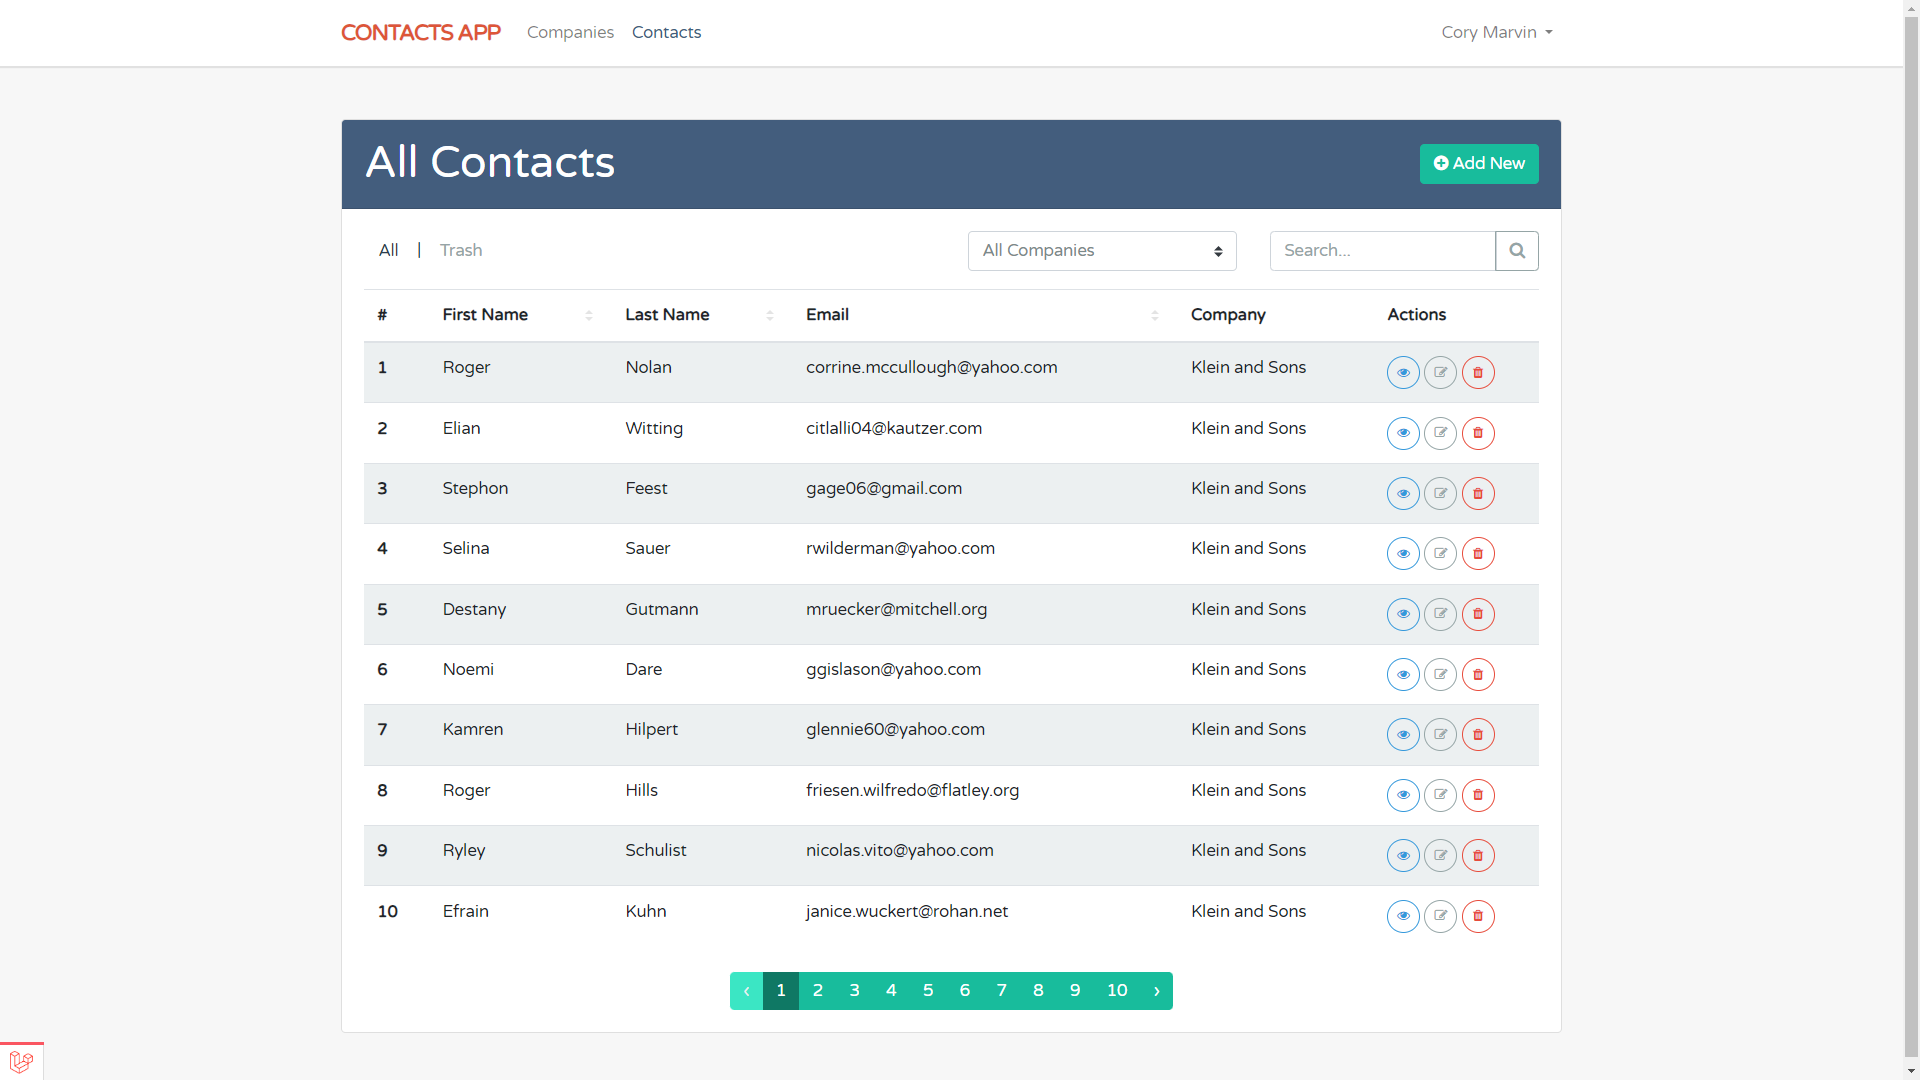 CONTACTS APP Companies Contacts Cory Marvin
All Contacts Add New
All | Trash All Companies Search...
# First Name Last Name Email Company Actions
1 Roger Nolan corrine.mccullough@yahoo.com Klein and Sons
2 Elian Witting citlalli04@kautzer.com Klein and Sons
3 Stephon Feest gage06@gmail.com Klein and Sons
4 Selina Sauer rwilderman@yahoo.com Klein and Sons
5 Destany Gutmann mruecker@mitchell.org Klein and Sons
6 Noemi Dare ggislason@yahoo.com Klein and Sons
7 Kamren Hilpert glennie60@yahoo.com Klein and Sons
8 Roger Hills friesen.wilfredo@flatley.org Klein and Sons
9 Ryley Schulist nicolas.vito@yahoo.com Klein and Sons
10 Efrain Kuhn janice.wuckert@rohan.net Klein and Sons
‹ 1 2 3 4 5 6 7 8 9 10 ›